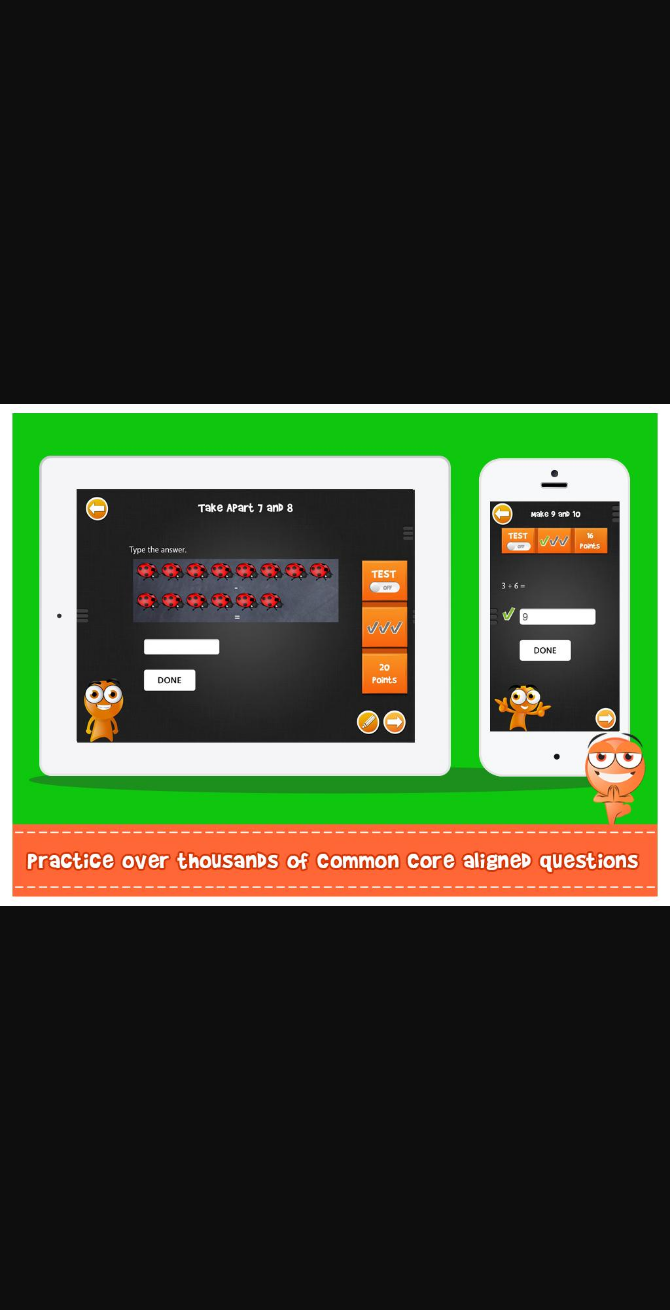 Take Apart 7 and 8
Type the answer.
-
=
DONE
TEST
OFF
20
Points
Make 9 and 10
TEST
OFF
16
Points
3 + 6 =
9
DONE
Practice over thousands of Common Core aligned questions